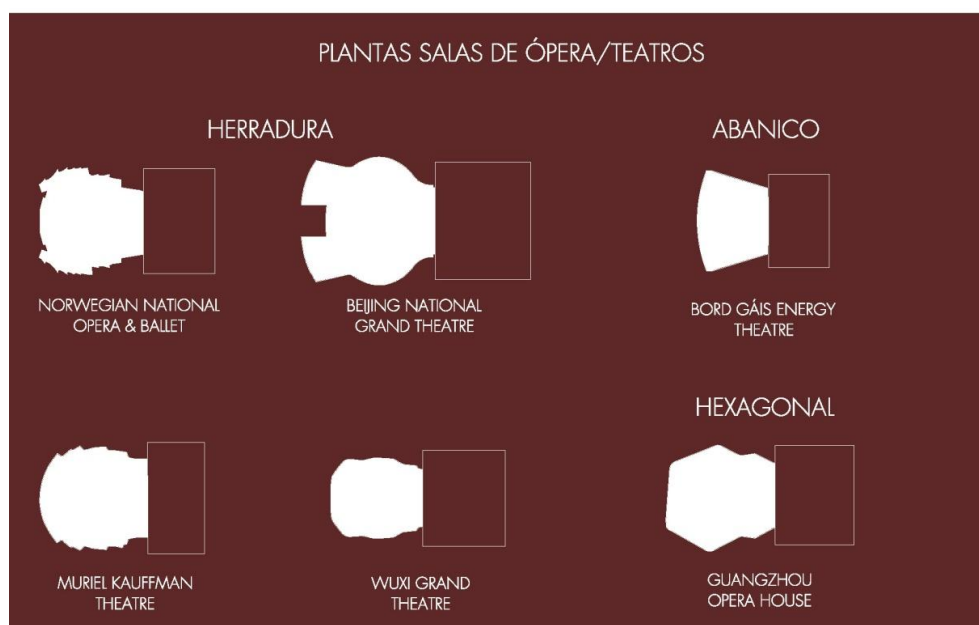 PLANTAS SALAS DE ÓPERA/TEATROS
HERRADURA
ABANICO
NORWEGIAN NATIONAL
OPERA & BALLET
BEIJING NATIONAL
GRAND THEATRE
BORD GÁIS ENERGY
THEATRE
HEXAGONAL
MURIEL KAUFFMAN
THEATRE
WUXI GRAND
THEATRE
GUANGZHOU
OPERA HOUSE